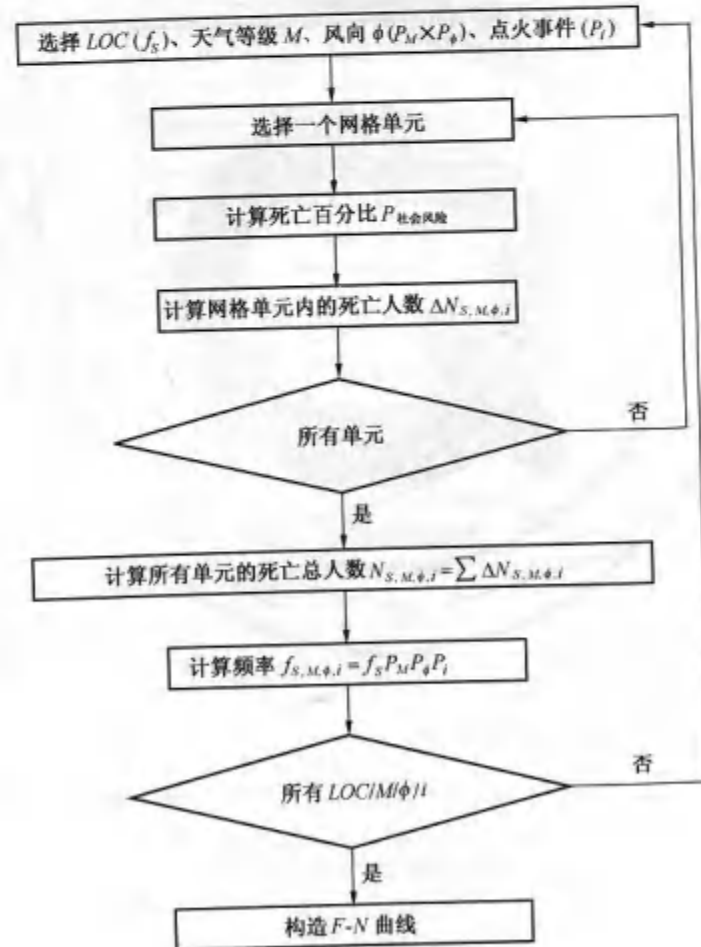 选择 LOC (f_S)、天气等级 M、风向 ϕ(P_M×P_ϕ)、点火事件 (P_i)
选择一个网格单元
计算死亡百分比 P_社会风险
计算网格单元内的死亡人数 ΔN_{S,M,ϕ,i}
所有单元
否
是
计算所有单元的死亡总人数 N_{S,M,ϕ,i}=∑ΔN_{S,M,ϕ,i}
计算频率 f_{S,M,ϕ,i}=f_S P_M P_ϕ P_i
所有 LOC/M/ϕ/i
否
是
构造 F-N 曲线